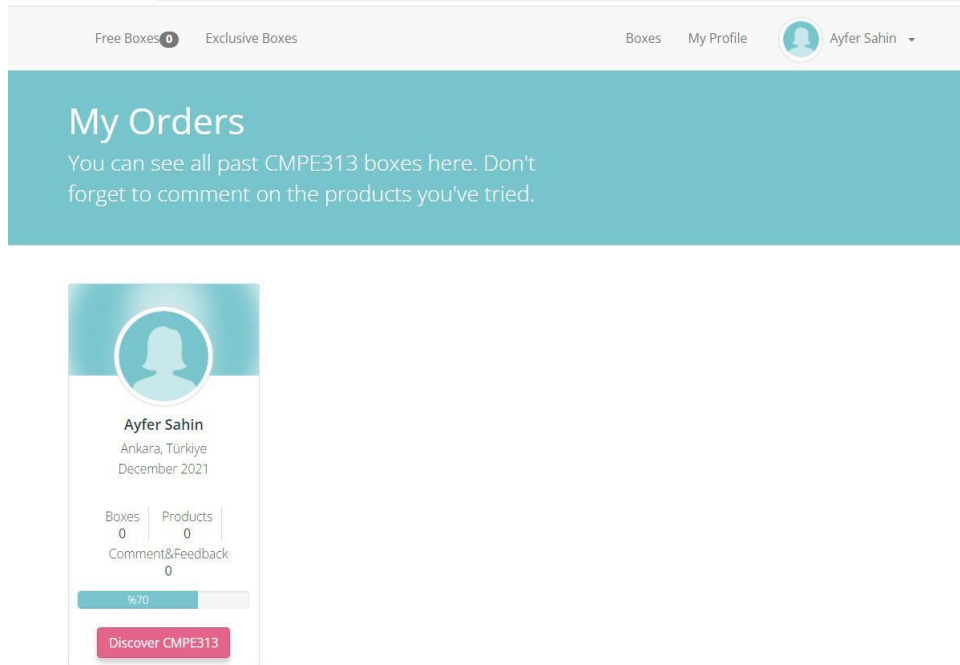 Free Boxes 0 Exclusive Boxes Boxes My Profile Ayfer Sahin
My Orders
You can see all past CMPE313 boxes here. Don't
forget to comment on the products you've tried.
Ayfer Sahin
Ankara, Türkiye
December 2021
Boxes Products
0 0
Comment&Feedback
0
%70
Discover CMPE313